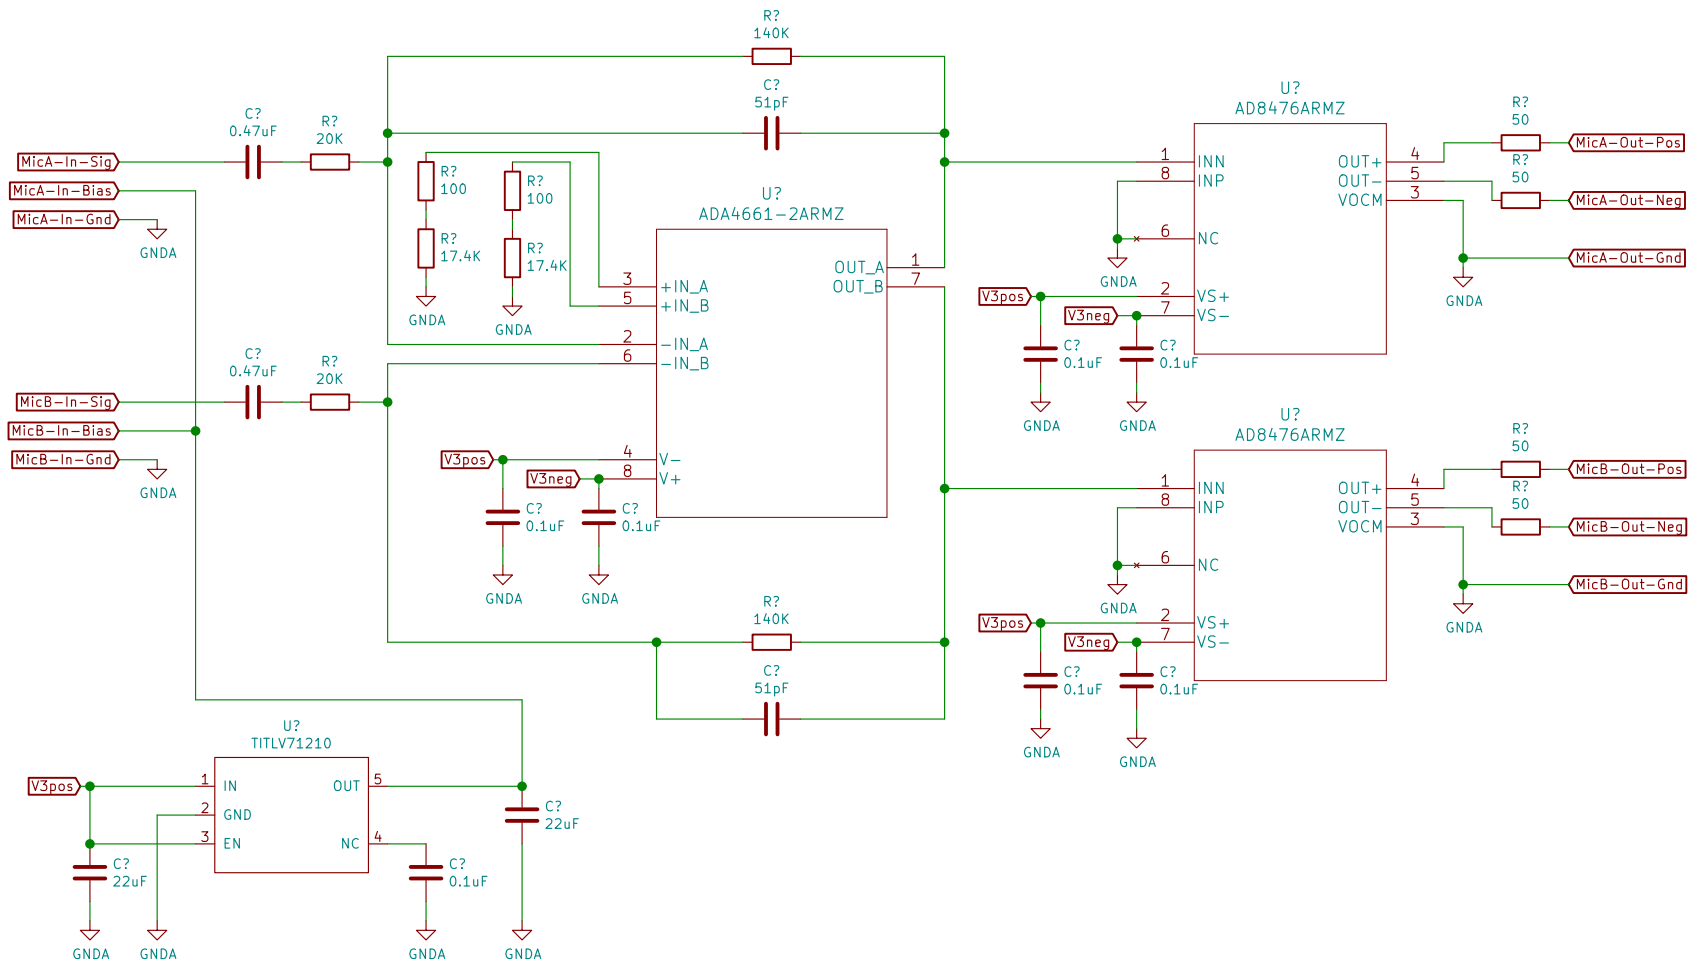 R?
140K
C?
51pF
C?
0.47uF
R?
20K
MicA-In-Sig
MicA-In-Bias
MicA-In-Gnd
GNDA
R?
100
R?
17.4K
GNDA
R?
100
R?
17.4K
GNDA
U?
ADA4661-2ARMZ
3 +IN_A
5 +IN_B
2 -IN_A
6 -IN_B
4 V-
8 V+
OUT_A 1
OUT_B 7
V3pos
V3neg
C?
0.1uF
C?
0.1uF
GNDA
GNDA
C?
0.47uF
R?
20K
MicB-In-Sig
MicB-In-Bias
MicB-In-Gnd
GNDA
R?
140K
C?
51pF
U?
AD8476ARMZ
1 INN
8 INP
6 NC
2 VS+
7 VS-
OUT+ 4
OUT- 5
VOCM 3
GNDA
V3pos
V3neg
C?
0.1uF
C?
0.1uF
GNDA
GNDA
R?
50
R?
50
MicA-Out-Pos
MicA-Out-Neg
MicA-Out-Gnd
GNDA
U?
AD8476ARMZ
1 INN
8 INP
6 NC
2 VS+
7 VS-
OUT+ 4
OUT- 5
VOCM 3
GNDA
V3pos
V3neg
C?
0.1uF
C?
0.1uF
GNDA
GNDA
R?
50
R?
50
MicB-Out-Pos
MicB-Out-Neg
MicB-Out-Gnd
GNDA
U?
TITLV71210
V3pos
1 IN
2 GND
3 EN
OUT 5
NC 4
C?
22uF
C?
0.1uF
C?
22uF
GNDA
GNDA
GNDA
GNDA